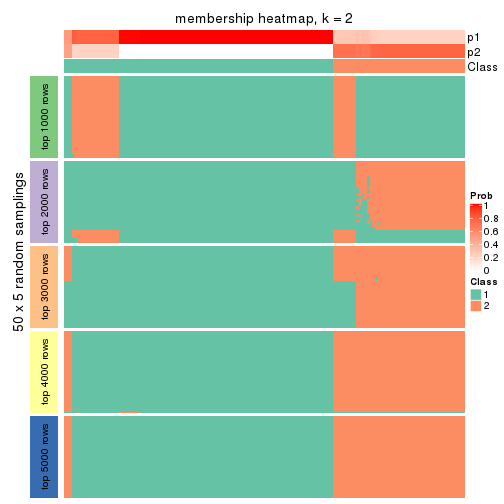 membership heatmap, k = 2
p1
p2
Class
50 x 5 random samplings
top 1000 rows
top 2000 rows
top 3000 rows
top 4000 rows
top 5000 rows
Prob
1
0.8
0.6
0.4
0.2
0
Class
1
2